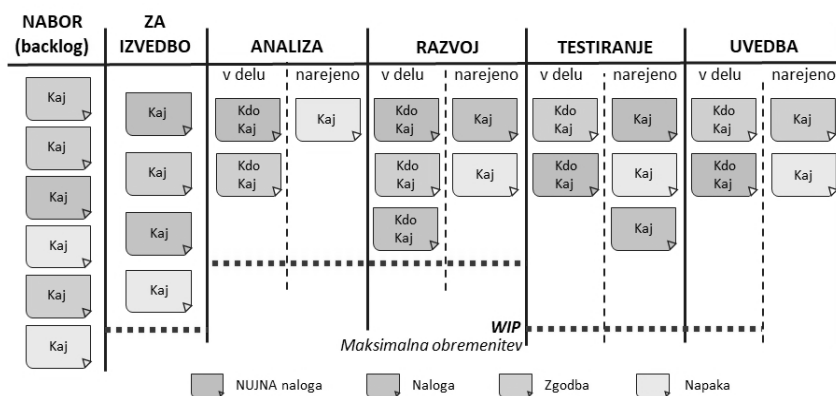 NABOR
(backlog)
ZA
IZVEDBO
ANALIZA
RAZVOJ
TESTIRANJE
UVEDBA
v delu
narejeno
v delu
narejeno
v delu
narejeno
v delu
narejeno
Kaj
Kaj
Kaj
Kaj
Kaj
Kaj
Kaj
Kaj
Kaj
Kaj
Kdo
Kaj
Kdo
Kaj
Kaj
Kdo
Kaj
Kdo
Kaj
Kdo
Kaj
Kaj
Kaj
Kdo
Kaj
Kdo
Kaj
Kaj
Kaj
Kaj
Kdo
Kaj
Kdo
Kaj
Kaj
Kaj
WIP
Maksimalna obremenitev
NUJNA naloga
Naloga
Zgodba
Napaka